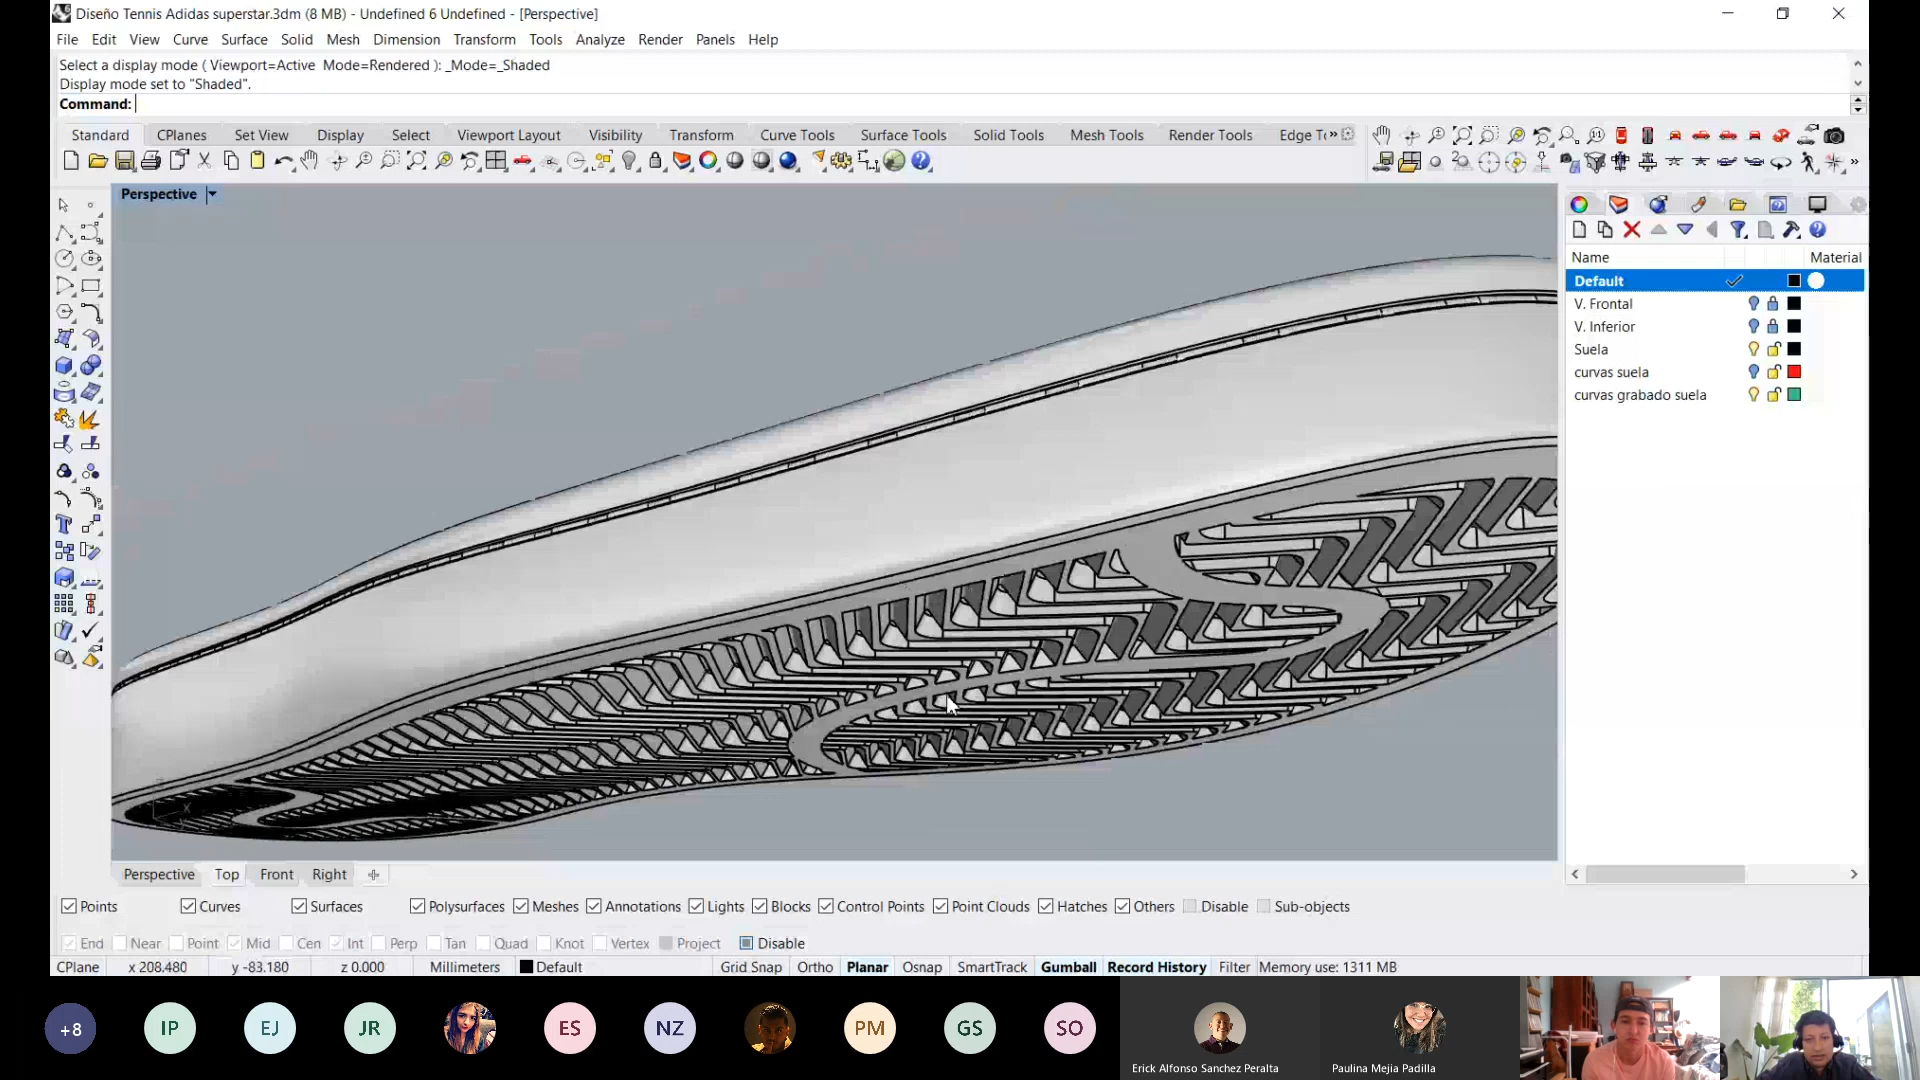 Diseño Tennis Adidas superstar.3dm (8 MB) - Undefined 6 Undefined - [Perspective]
File Edit View Curve Surface Solid Mesh Dimension Transform Tools Analyze Render Panels Help
Select a display mode ( Viewport=Active Mode=Rendered ): _Mode=_Shaded
Display mode set to "Shaded".
Command:
Standard CPlanes Set View Display Select Viewport Layout Visibility Transform Curve Tools Surface Tools Solid Tools Mesh Tools Render Tools Edge To
Perspective
Name Material
Default
V. Frontal
V. Inferior
Suela
curvas suela
curvas grabado suela
x
Perspective Top Front Right
Points Curves Surfaces Polysurfaces Meshes Annotations Lights Blocks Control Points Point Clouds Hatches Others Disable Sub-objects
End Near Point Mid Cen Int Perp Tan Quad Knot Vertex Project Disable
CPlane x 208.480 y -83.180 z 0.000 Millimeters Default Grid Snap Ortho Planar Osnap SmartTrack Gumball Record History Filter Memory use: 1311 MB
+8 IP EJ JR ES NZ PM GS SO
Erick Alfonso Sanchez Peralta Paulina Mejia Padilla